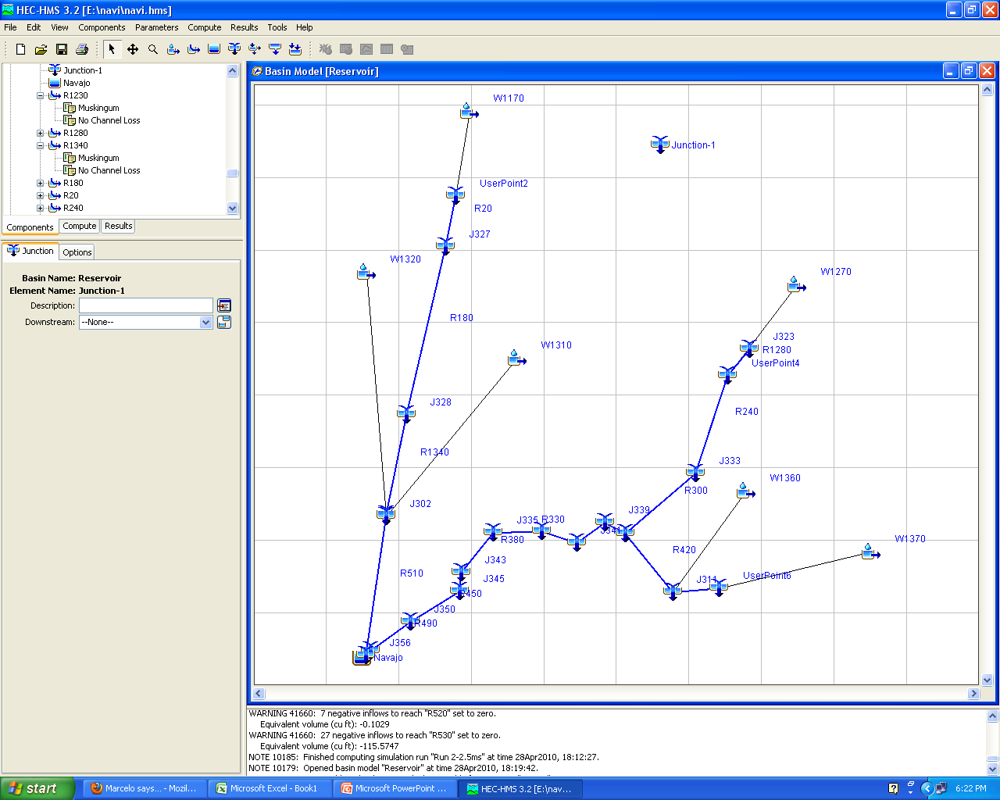 HEC-HMS 3.2 [E:\navi\navi.hms]
File Edit View Components Parameters Compute Results Tools Help
Junction-1
Navajo
R1230
Muskingum
No Channel Loss
R1280
R1340
Muskingum
No Channel Loss
R180
R20
R240
Components Compute Results
Junction Options
Basin Name: Reservoir
Element Name: Junction-1
Description:
Downstream: --None--
Basin Model [Reservoir]
W1170
Junction-1
UserPoint2
R20
J327
W1320
W1270
R180
J323
W1310
R1280
UserPoint4
J328
R240
R1340
J333
W1360
R300
J302
J339
J335 R330
J341
R380
W1370
R420
J343
R510
J345
J311
UserPoint6
R450
J350
R490
J356
Navajo
WARNING 41660: 7 negative inflows to reach "R520" set to zero.
Equivalent volume (cu ft): -0.1029
WARNING 41660: 27 negative inflows to reach "R530" set to zero.
Equivalent volume (cu ft): -115.5747
NOTE 10185: Finished computing simulation run "Run 2-2.5ms" at time 28Apr2010, 18:12:27.
NOTE 10179: Opened basin model "Reservoir" at time 28Apr2010, 18:19:42.
start Marcelo says... - Mozil... Microsoft Excel - Book1 Microsoft PowerPoint ... HEC-HMS 3.2 [E:\nav... 6:22 PM